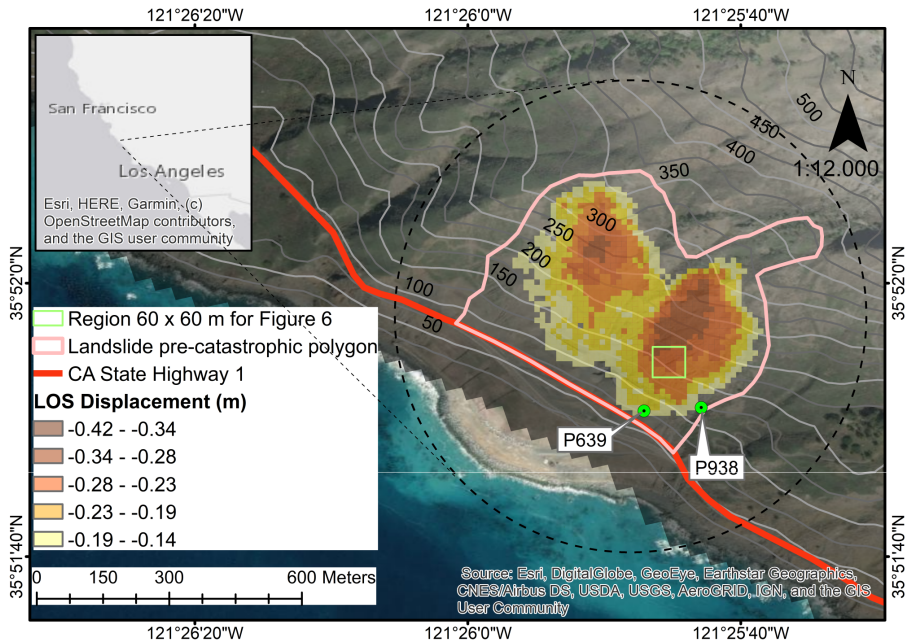 121°26'20"W
121°26'0"W
121°25'40"W
San Francisco
Los Angeles
Esri, HERE, Garmin, (c)
OpenStreetMap contributors,
and the GIS user community
N
1:12.000
500
450
400
350
300
250
200
150
100
50
35°52'0"N
35°52'0"N
Region 60 x 60 m for Figure 6
Landslide pre-catastrophic polygon
CA State Highway 1
LOS Displacement (m)
-0.42 - -0.34
-0.34 - -0.28
-0.28 - -0.23
-0.23 - -0.19
-0.19 - -0.14
P639
P938
35°51'40"N
35°51'40"N
0 150 300 600 Meters
Source: Esri, DigitalGlobe, GeoEye, Earthstar Geographics,
CNES/Airbus DS, USDA, USGS, AeroGRID, IGN, and the GIS
User Community
121°26'20"W
121°26'0"W
121°25'40"W